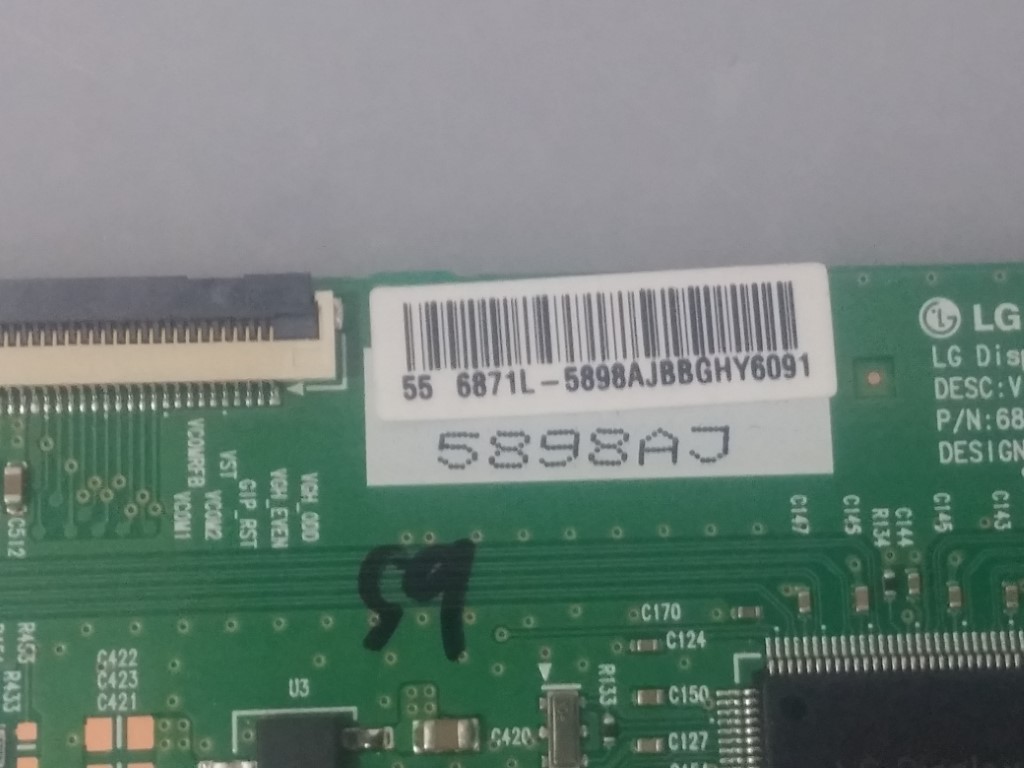 55 6871L-5898AJBBGHY6091
5898AJ
LG
LG Disp
DESC:V
P/N:68
DESIGN
VCOMRFB VCOM1
VST VCOM2
GIP_RST
VGH_EVEN
VGH_ODD
C512
C147
C145
R134
C144
C145
C143
59
C170
C124
R453
R433
C422
C423
C421
U3
C420
R133
C150
C127